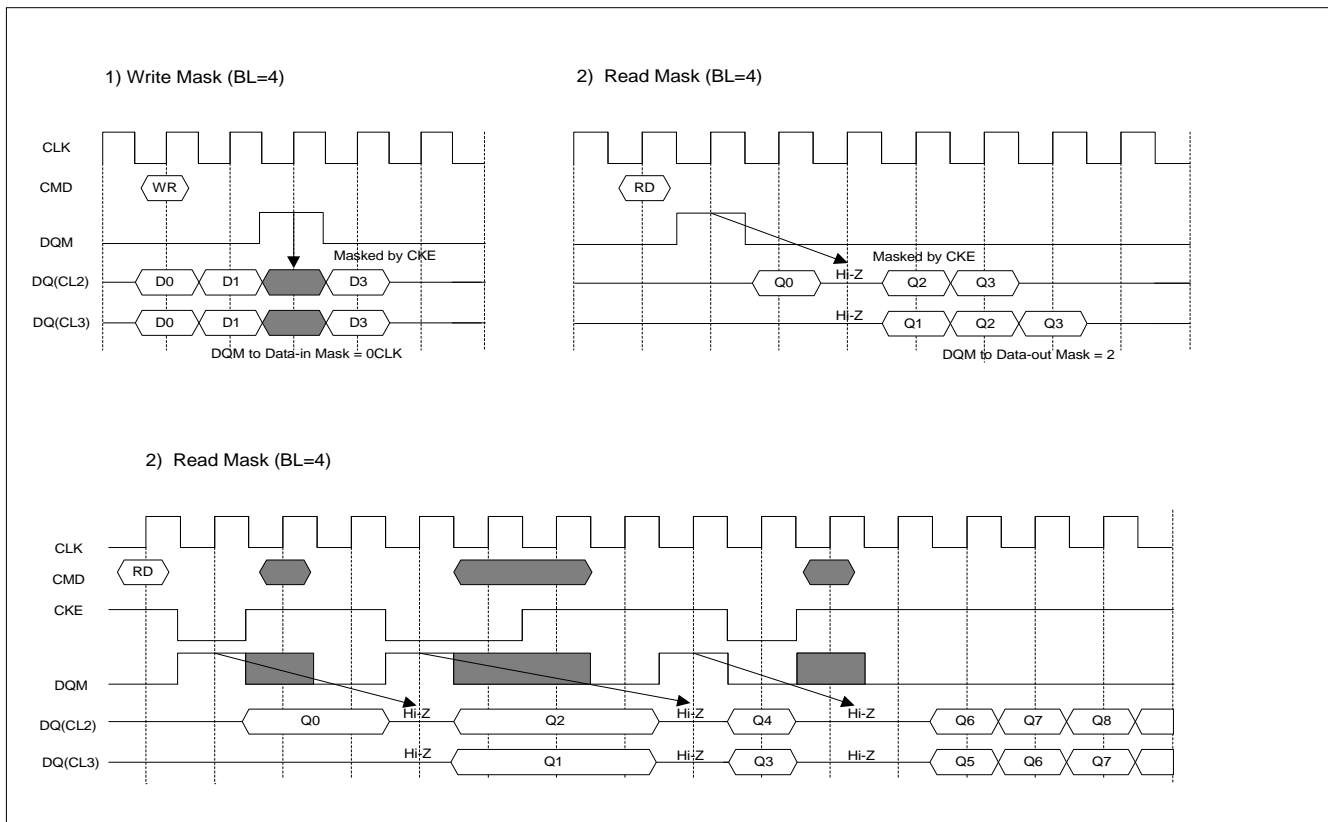 1) Write Mask (BL=4)
CLK
CMD WR
DQM
Masked by CKE
DQ(CL2) D0 D1 D3
DQ(CL3) D0 D1 D3
DQM to Data-in Mask = 0CLK
2) Read Mask (BL=4)
RD
Masked by CKE
Q0 Hi-Z Q2 Q3
Hi-Z Q1 Q2 Q3
DQM to Data-out Mask = 2
2) Read Mask (BL=4)
CLK
CMD RD
CKE
DQM
DQ(CL2) Q0 Hi-Z Q2 Hi-Z Q4 Hi-Z Q6 Q7 Q8
DQ(CL3) Hi-Z Q1 Hi-Z Q3 Hi-Z Q5 Q6 Q7